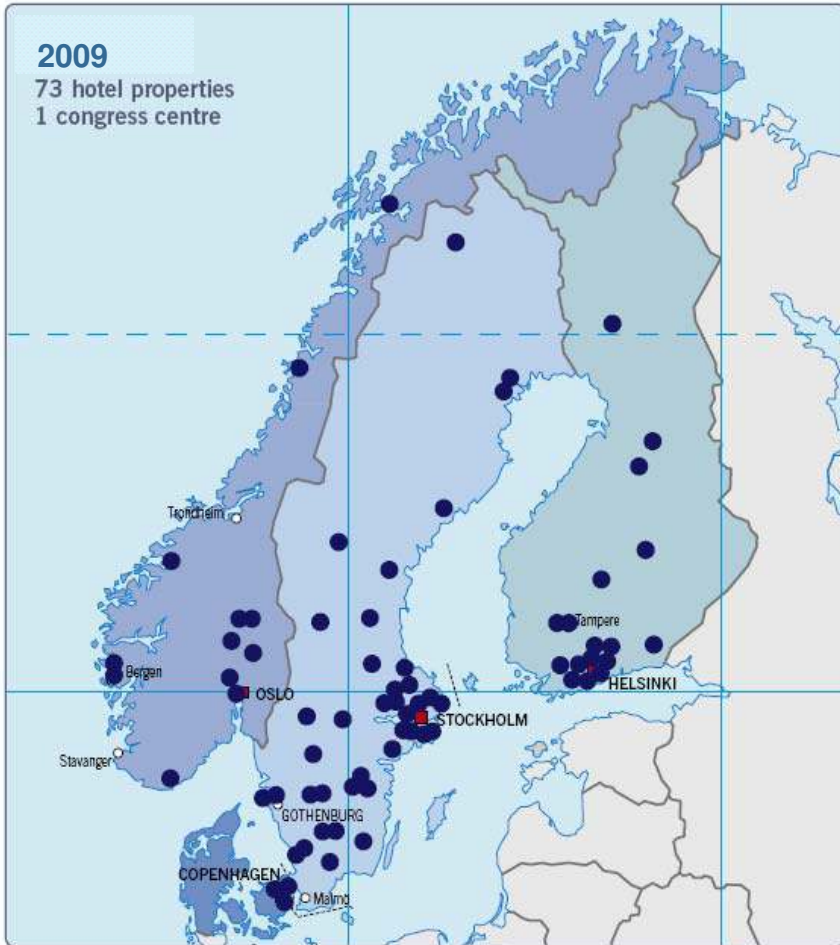 2009
73 hotel properties
1 congress centre
Trondheim
Tampere
Bergen
HELSINKI
OSLO
STOCKHOLM
Stavanger
GOTHENBURG
COPENHAGEN
Malmö